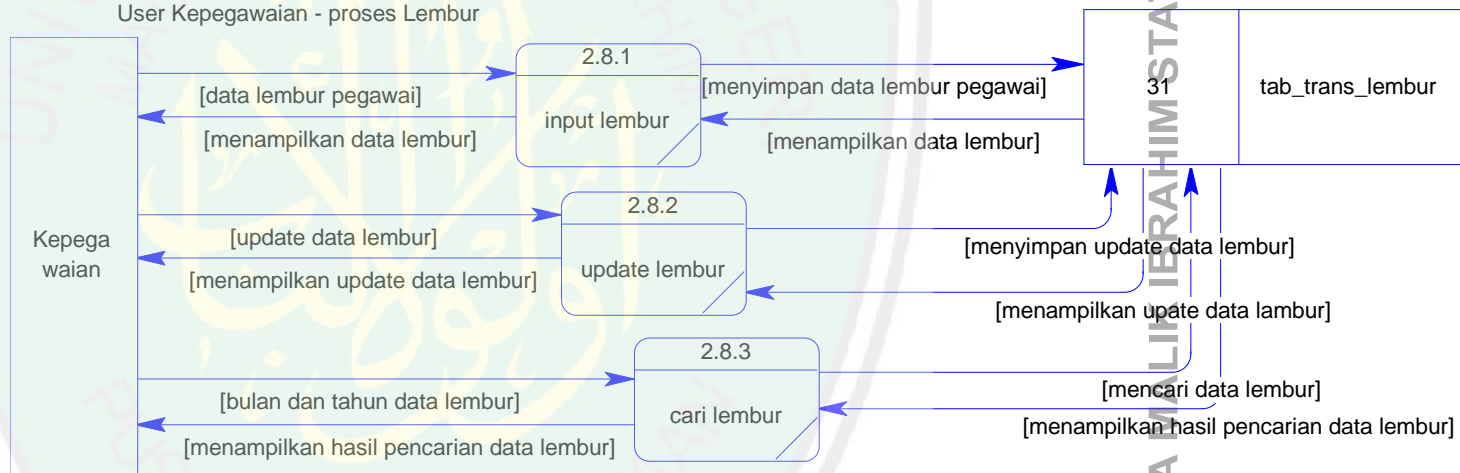 User Kepegawaian - proses Lembur
2.8.1
input lembur
[data lembur pegawai]
[menampilkan data lembur]
[menyimpan data lembur pegawai]
[menampilkan data lembur]
31
tab_trans_lembur
Kepega
waian
2.8.2
update lembur
[update data lembur]
[menampilkan update data lembur]
[menyimpan update data lembur]
[menampilkan upate data lambur]
2.8.3
cari lembur
[bulan dan tahun data lembur]
[menampilkan hasil pencarian data lembur]
[mencari data lembur]
[menampilkan hasil pencarian data lembur]
MALIK IBRAHIM